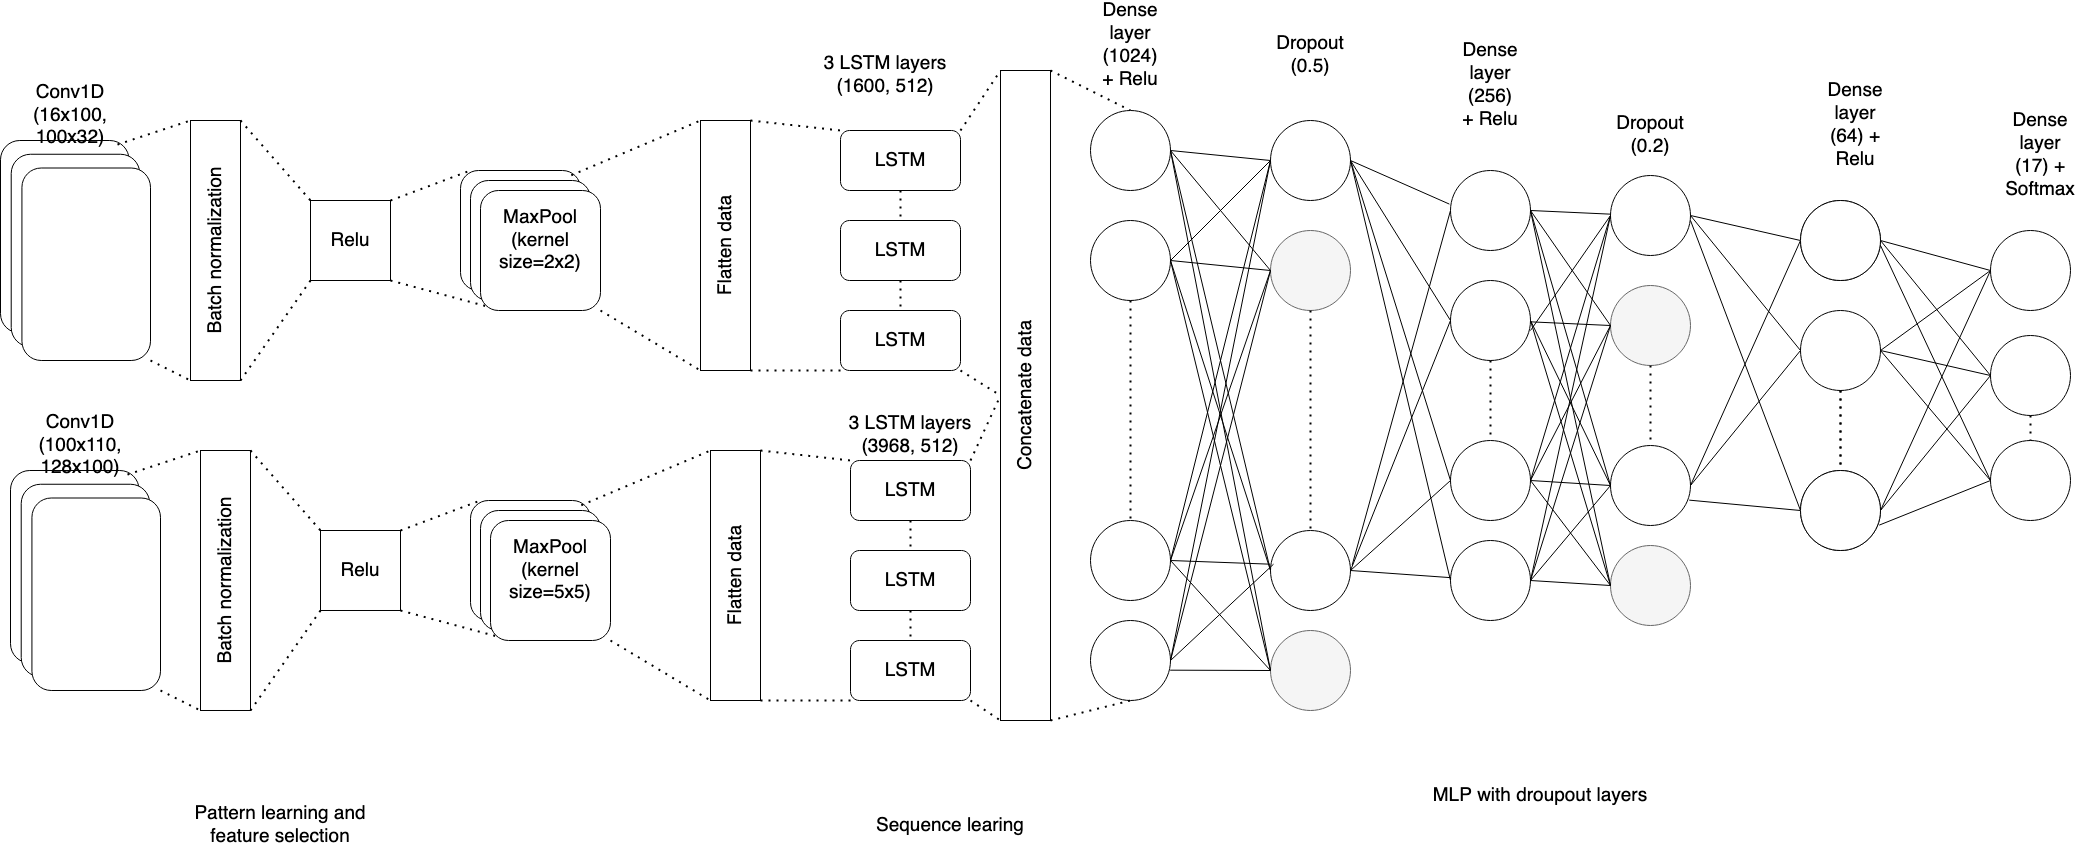 Conv1D
(16x100,
100x32)
Batch normalization
Relu
MaxPool
(kernel
size=2x2)
Flatten data
3 LSTM layers
(1600, 512)
LSTM
LSTM
LSTM
Conv1D
(100x110,
128x100)
Batch normalization
Relu
MaxPool
(kernel
size=5x5)
Flatten data
3 LSTM layers
(3968, 512)
LSTM
LSTM
LSTM
Concatenate data
Dense
layer
(1024)
+ Relu
Dropout
(0.5)
Dense
layer
(256)
+ Relu
Dropout
(0.2)
Dense
layer
(64) +
Relu
Dense
layer
(17) +
Softmax
Pattern learning and
feature selection
Sequence learing
MLP with droupout layers